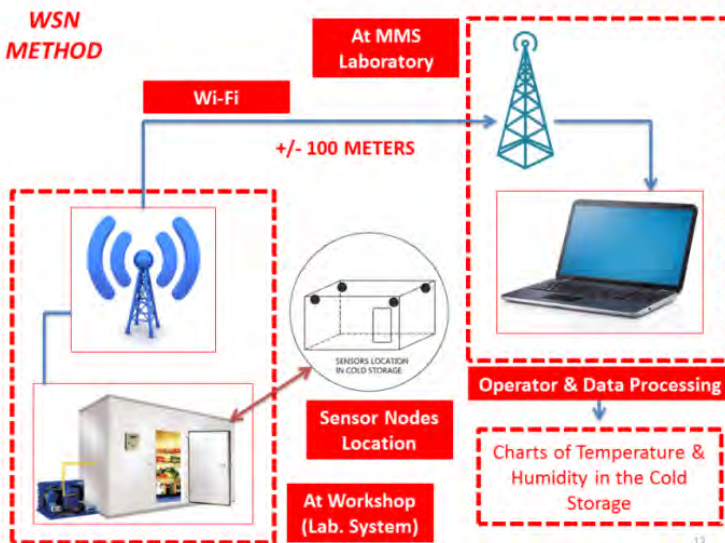 WSN
METHOD
At MMS
Laboratory
Wi-Fi
+/- 100 METERS
SENSORS LOCATION
IN COLD STORAGE
Sensor Nodes
Location
Operator & Data Processing
Charts of Temperature &
Humidity in the Cold
Storage
At Workshop
(Lab. System)